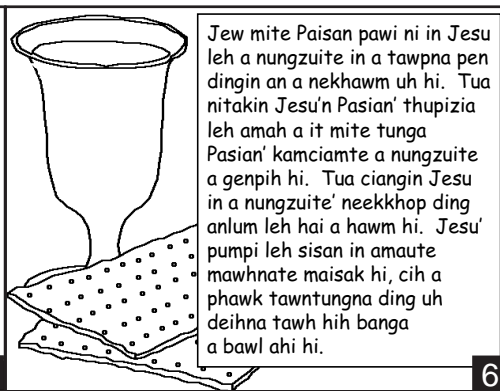 Jew mite Paisan pawi ni in Jesu
leh a nungzuite in a tawpna pen
dingin an a nekhawm uh hi. Tua
nitakin Jesu'n Pasian' thupizia
leh amah a it mite tunga
Pasian' kamciamte a nungzuite
a genpih hi. Tua ciangin Jesu
in a nungzuite' neekkhop ding
anlum leh hai a hawm hi. Jesu'
pumpi leh sisan in amaute
mawhnate maisak hi, cih a
phawk tawntungna ding uh
deihna tawh hih banga
a bawl ahi hi.
6